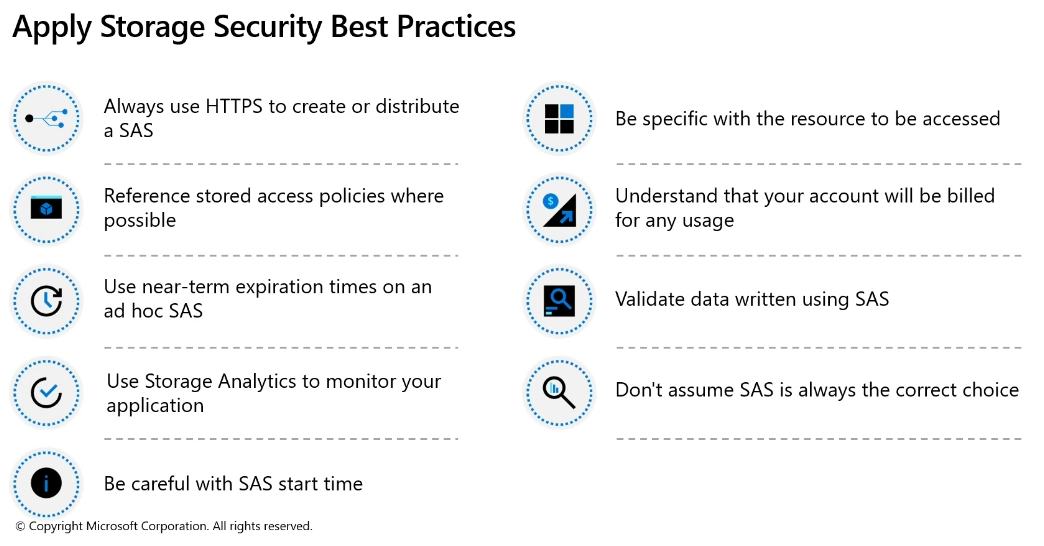 Apply Storage Security Best Practices
Always use HTTPS to create or distribute
a SAS
Reference stored access policies where
possible
Use near-term expiration times on an
ad hoc SAS
Use Storage Analytics to monitor your
application
Be careful with SAS start time
Be specific with the resource to be accessed
Understand that your account will be billed
for any usage
Validate data written using SAS
Don't assume SAS is always the correct choice
© Copyright Microsoft Corporation. All rights reserved.